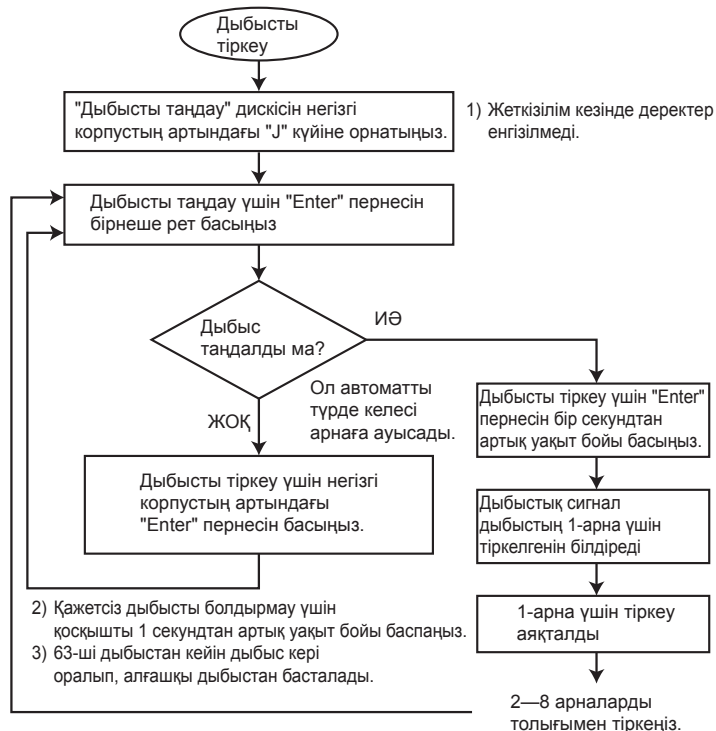 Дыбысты
тіркеу
"Дыбысты таңдау" дискісін негізгі
корпустың артындағы "J" күйіне орнатыңыз.
1) Жеткізілім кезінде деректер
енгізілмеді.
Дыбысты таңдау үшін "Enter" пернесін
бірнеше рет басыңыз
Дыбыс
таңдалды ма?
ИӘ
ЖОҚ
Ол автоматты
түрде келесі
арнаға ауысады.
Дыбысты тіркеу үшін "Enter"
пернесін бір секундтан
артық уақыт бойы басыңыз.
Дыбысты тіркеу үшін негізгі
корпустың артындағы
"Enter" пернесін басыңыз.
Дыбыстық сигнал
дыбыстың 1-арна үшін
тіркелгенін білдіреді
2) Қажетсіз дыбысты болдырмау үшін
қосқышты 1 секундтан артық уақыт бойы баспаңыз.
3) 63-ші дыбыстан кейін дыбыс кері
оралып, алғашқы дыбыстан басталады.
1-арна үшін тіркеу
аяқталды
2—8 арналарды
толығымен тіркеңіз.